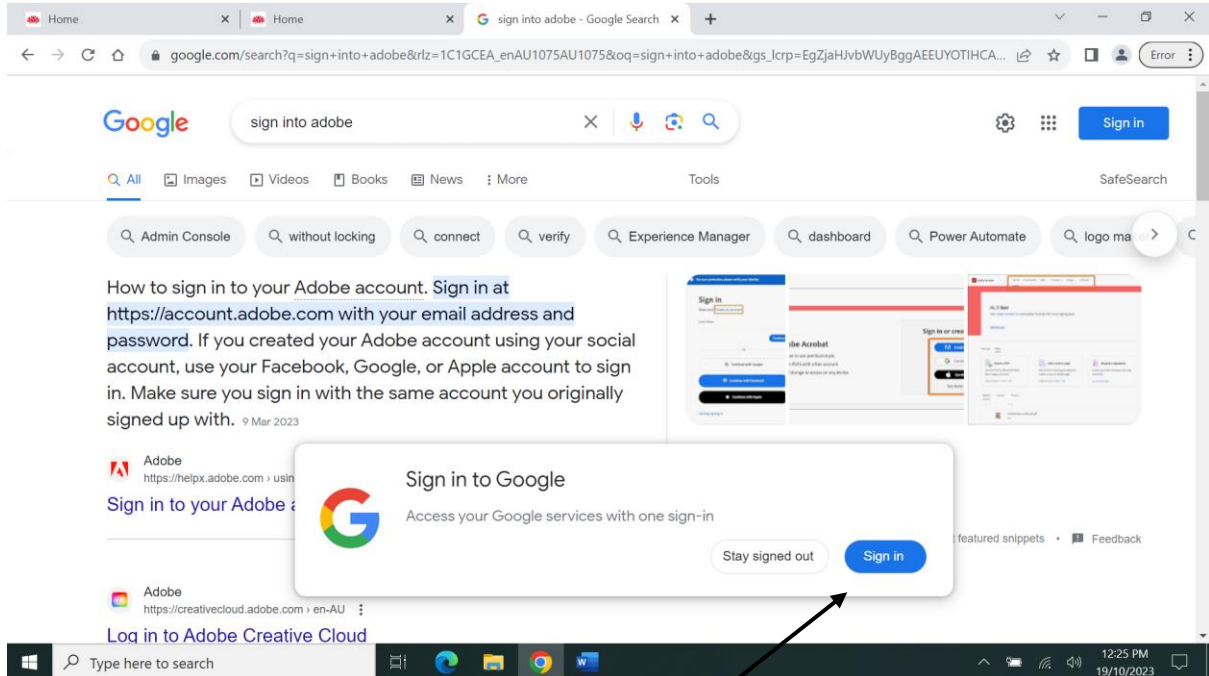 Home
Home
sign into adobe - Google Search
google.com/search?q=sign+into+adobe&rlz=1C1GCEA_enAU1075AU1075&oq=sign+into+adobe&gs_lcrp=EgZjaHJvbWUyBggAEEUYOTIHCA...
Error
Google
sign into adobe
Sign in
All Images Videos Books News More Tools SafeSearch
Admin Console without locking connect verify Experience Manager dashboard Power Automate logo ma
How to sign in to your Adobe account. Sign in at
https://account.adobe.com with your email address and
password. If you created your Adobe account using your social
account, use your Facebook, Google, or Apple account to sign
in. Make sure you sign in with the same account you originally
signed up with. 9 Mar 2023
Sign in
Sign in or crea
be Acrobat
Adobe
https://helpx.adobe.com › usin
Sign in to your Adobe a
Sign in to Google
Access your Google services with one sign-in
Stay signed out Sign in
featured snippets • Feedback
Adobe
https://creativecloud.adobe.com › en-AU
Log in to Adobe Creative Cloud
Type here to search
12:25 PM
19/10/2023